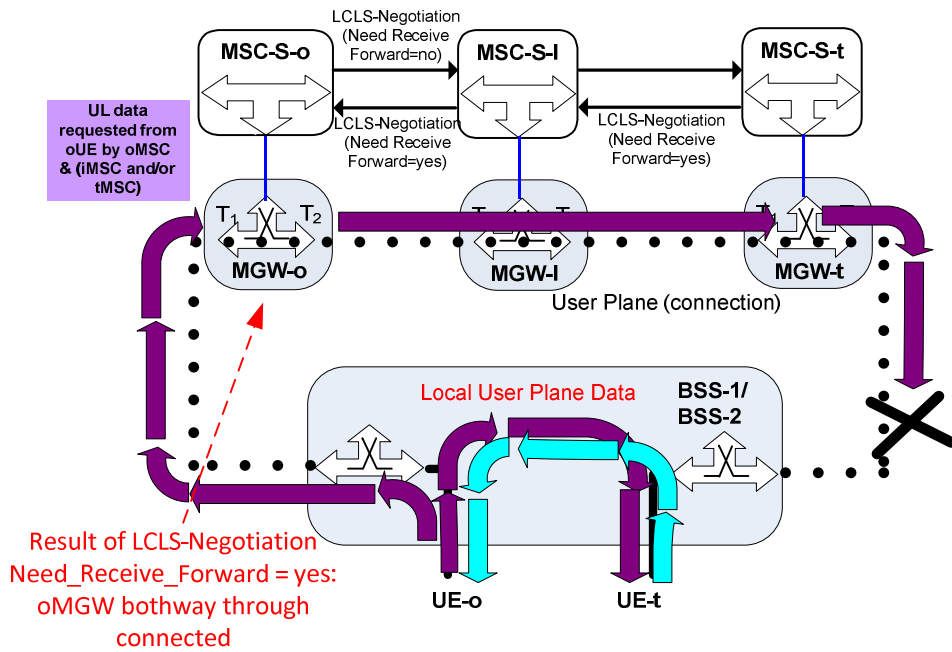 LCLS-Negotiation
(Need Receive
Forward=no)
MSC-S-o
MSC-S-I
MSC-S-t
UL data
requested from
oUE by oMSC
& (iMSC and/or
tMSC)
LCLS-Negotiation
(Need Receive
Forward=yes)
LCLS-Negotiation
(Need Receive
Forward=yes)
T1 T2
MGW-o
MGW-I
MGW-t
User Plane (connection)
Local User Plane Data
BSS-1/
BSS-2
Result of LCLS-Negotiation
Need_Receive_Forward = yes:
oMGW bothway through
connected
UE-o
UE-t